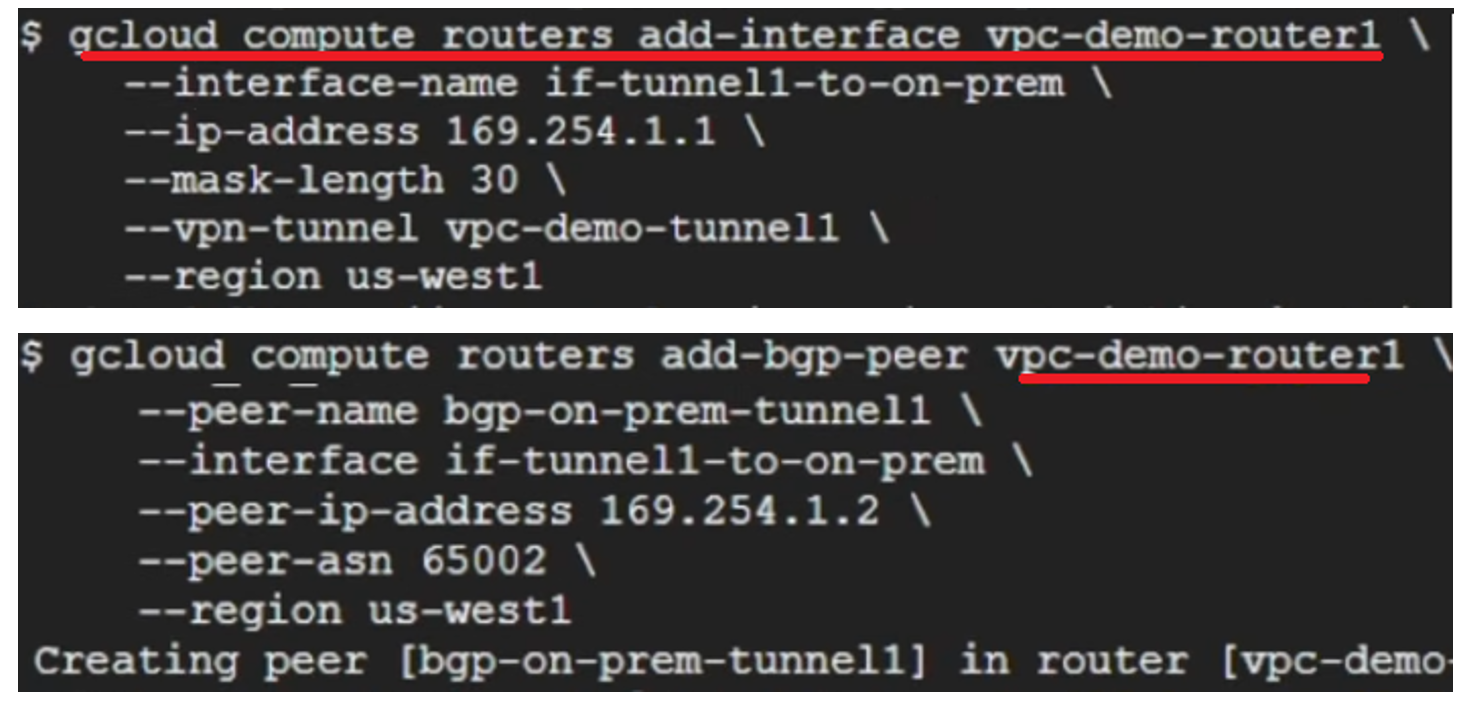 $ gcloud compute routers add-interface vpc-demo-router1 \
--interface-name if-tunnel1-to-on-prem \
--ip-address 169.254.1.1 \
--mask-length 30 \
--vpn-tunnel vpc-demo-tunnel1 \
--region us-west1
$ gcloud compute routers add-bgp-peer vpc-demo-router1 \
--peer-name bgp-on-prem-tunnel1 \
--interface if-tunnel1-to-on-prem \
--peer-ip-address 169.254.1.2 \
--peer-asn 65002 \
--region us-west1
Creating peer [bgp-on-prem-tunnel1] in router [vpc-demo-